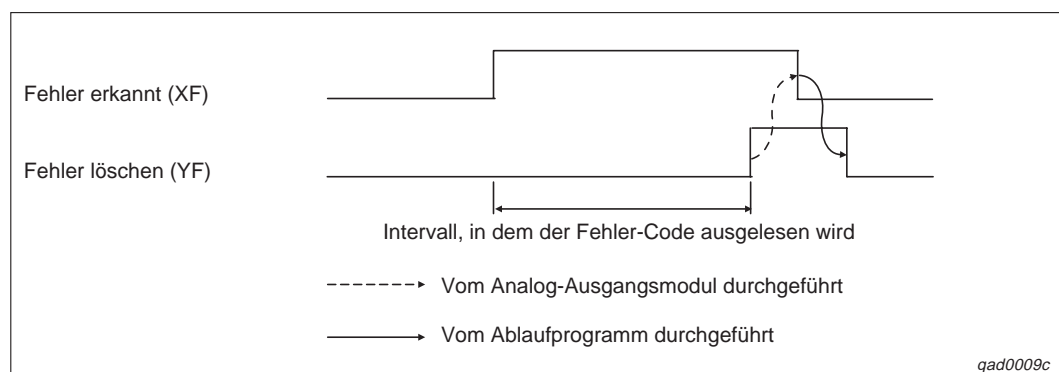 Fehler erkannt (XF)
Fehler löschen (YF)
Intervall, in dem der Fehler-Code ausgelesen wird
Vom Analog-Ausgangsmodul durchgeführt
Vom Ablaufprogramm durchgeführt
qad0009c